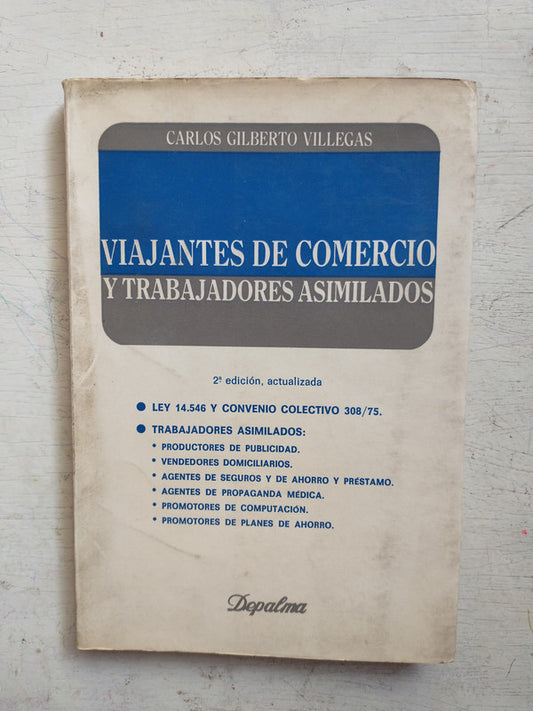 CARLOS GILBERTO VILLEGAS
VIAJANTES DE COMERCIO
Y TRABAJADORES ASIMILADOS
2ª edición, actualizada
● LEY 14.546 Y CONVENIO COLECTIVO 308/75.
● TRABAJADORES ASIMILADOS:
• PRODUCTORES DE PUBLICIDAD.
• VENDEDORES DOMICILIARIOS.
• AGENTES DE SEGUROS Y DE AHORRO Y PRÉSTAMO.
• AGENTES DE PROPAGANDA MÉDICA.
• PROMOTORES DE COMPUTACIÓN.
• PROMOTORES DE PLANES DE AHORRO.
Depalma